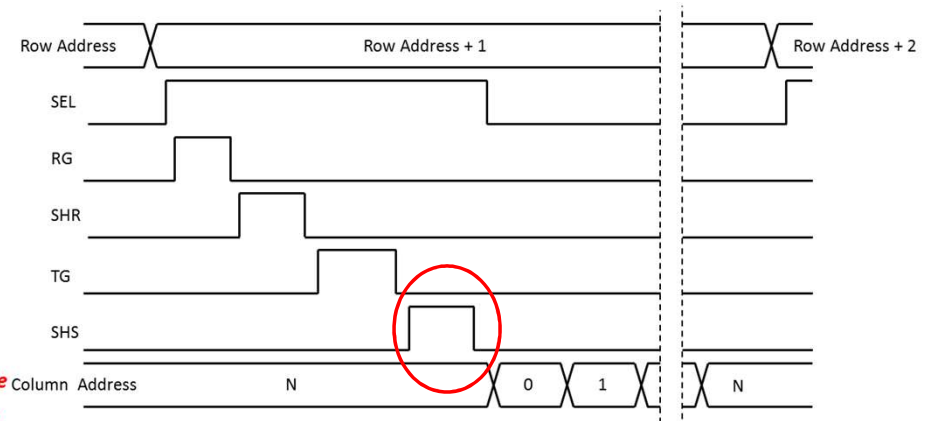 Row Address Row Address + 1 Row Address + 2
SEL
RG
SHR
TG
SHS
e Column Address N 0 1 N